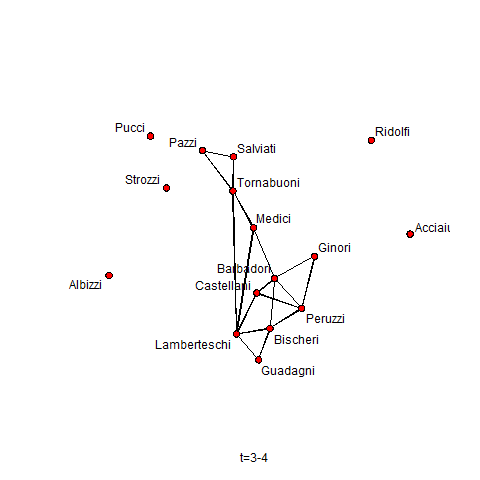 Pucci
Ridolfi
Pazzi
Salviati
Strozzi
Tornabuoni
Medici
Acciaiu
Ginori
Barbadori
Albizzi
Castellani
Peruzzi
Lamberteschi
Bischeri
Guadagni
t=3-4